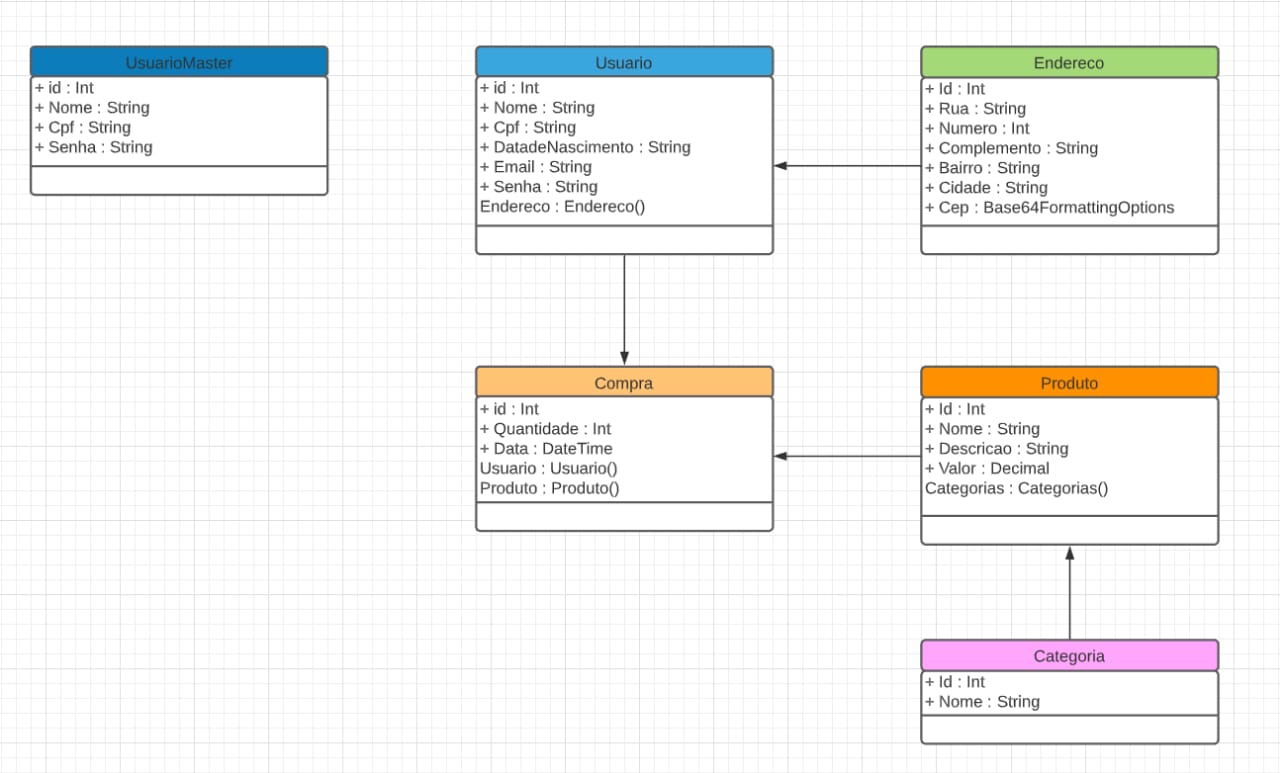 UsuarioMaster
+ id : Int
+ Nome : String
+ Cpf : String
+ Senha : String
Usuario
+ id : Int
+ Nome : String
+ Cpf : String
+ DatadeNascimento : String
+ Email : String
+ Senha : String
Endereco : Endereco()
Endereco
+ Id : Int
+ Rua : String
+ Numero : Int
+ Complemento : String
+ Bairro : String
+ Cidade : String
+ Cep : Base64FormattingOptions
Compra
+ id : Int
+ Quantidade : Int
+ Data : DateTime
Usuario : Usuario()
Produto : Produto()
Produto
+ Id : Int
+ Nome : String
+ Descricao : String
+ Valor : Decimal
Categorias : Categorias()
Categoria
+ Id : Int
+ Nome : String